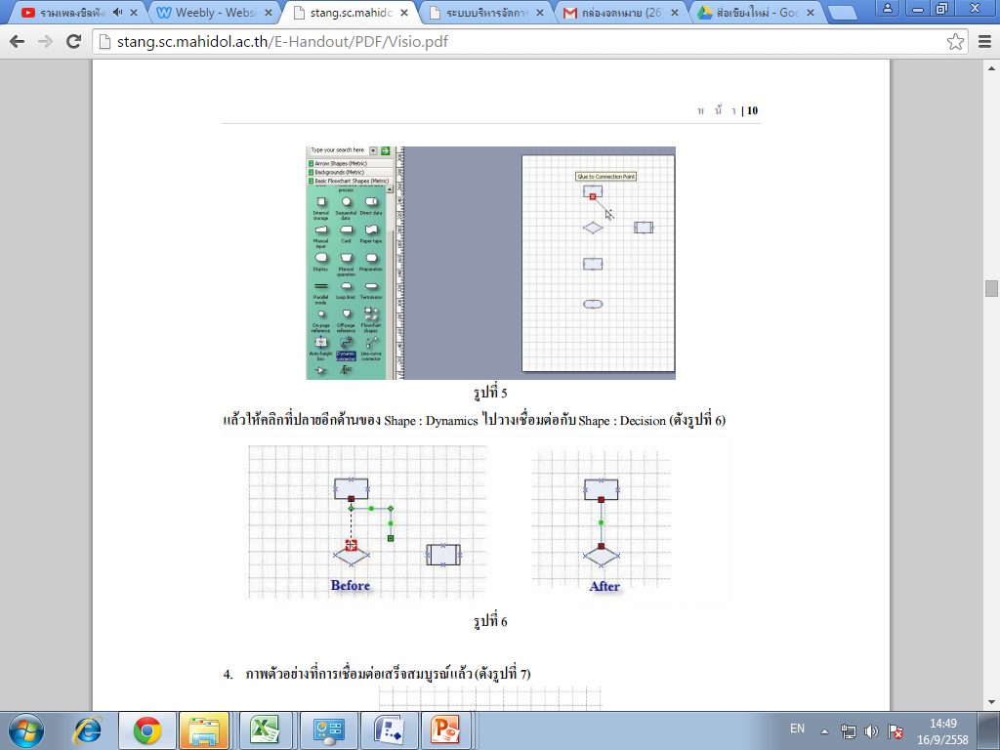 รวมเพลงซิลฟัง
Weebly - Websi
stang.sc.mahido
ระบบบริหารจัดการ
กล่องจดหมาย (26
สื่อเชียงใหม่ - Goo
stang.sc.mahidol.ac.th/E-Handout/PDF/Visio.pdf
ห น้ า | 10
Type your search here
Arrow Shapes (Metric)
Backgrounds (Metric)
Basic Flowchart Shapes (Metric)
process
Internal storage
Sequential data
Direct data
Manual input
Card
Paper tape
Display
Manual operation
Preparation
Parallel mode
Loop limit
Terminator
On-page reference
Off-page reference
Flowchart shapes
Auto-height box
Dynamic connector
Line-curve connector
Glue to Connection Point
รูปที่ 5
แล้วให้คลิกที่ปลายอีกด้านของ Shape : Dynamics ไปวางเชื่อมต่อกับ Shape : Decision (ดังรูปที่ 6)
Before
After
รูปที่ 6
4. ภาพตัวอย่างที่การเชื่อมต่อเสร็จสมบูรณ์แล้ว (ดังรูปที่ 7)
EN
14:49
16/9/2558